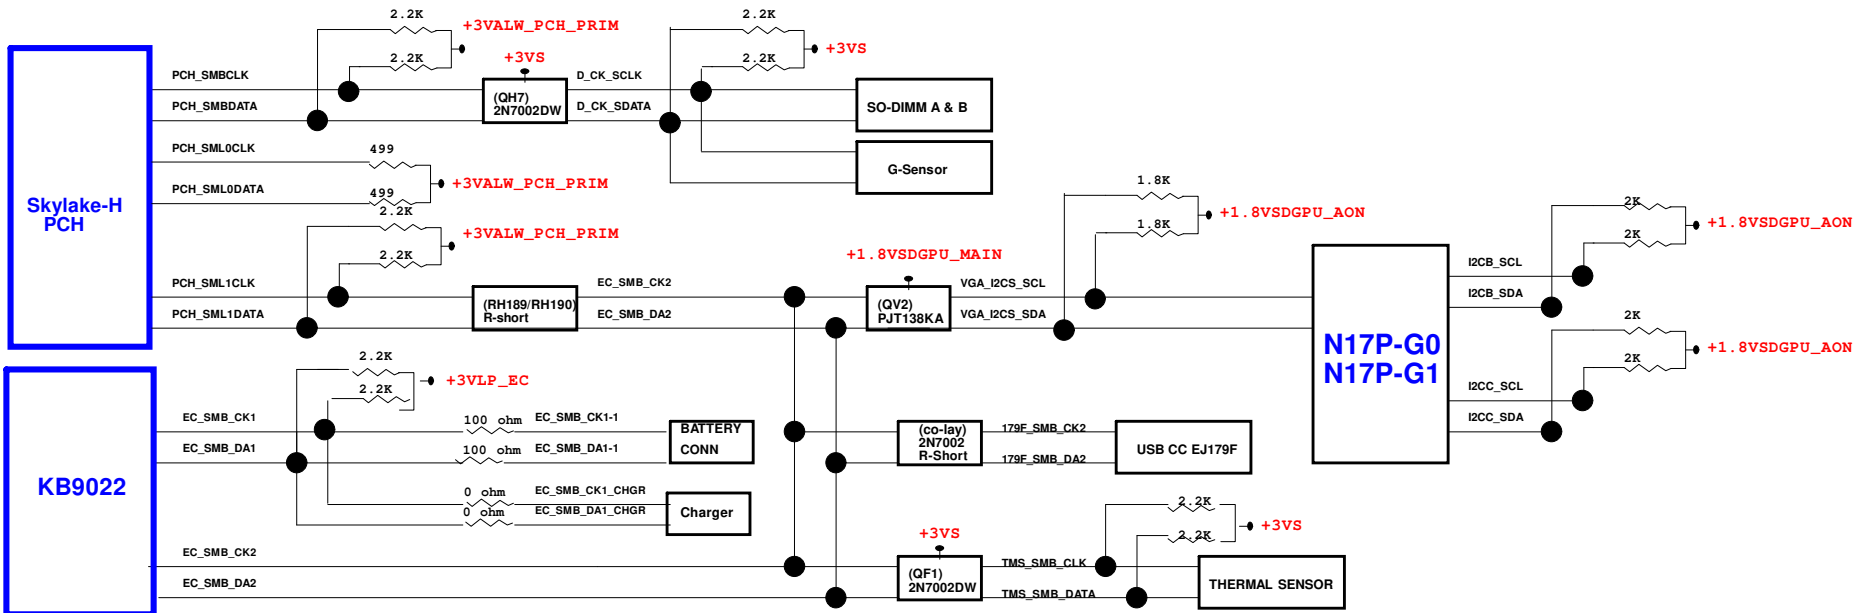 2.2K
+3VALW_PCH_PRIM
2.2K
2.2K
+3VS
2.2K
+3VS
PCH_SMBCLK
PCH_SMBDATA
(QH7)
2N7002DW
D_CK_SCLK
D_CK_SDATA
SO-DIMM A & B
G-Sensor
PCH_SML0CLK
499
PCH_SML0DATA
499
+3VALW_PCH_PRIM
Skylake-H
PCH
2.2K
2.2K
+3VALW_PCH_PRIM
PCH_SML1CLK
PCH_SML1DATA
(RH189/RH190)
R-short
EC_SMB_CK2
EC_SMB_DA2
+1.8VSDGPU_MAIN
(QV2)
PJT138KA
VGA_I2CS_SCL
VGA_I2CS_SDA
1.8K
1.8K
+1.8VSDGPU_AON
N17P-G0
N17P-G1
2K
2K
+1.8VSDGPU_AON
I2CB_SCL
I2CB_SDA
2K
2K
+1.8VSDGPU_AON
I2CC_SCL
I2CC_SDA
2.2K
2.2K
+3VLP_EC
KB9022
EC_SMB_CK1
EC_SMB_DA1
100 ohm
100 ohm
EC_SMB_CK1-1
EC_SMB_DA1-1
BATTERY
CONN
0 ohm
0 ohm
EC_SMB_CK1_CHGR
EC_SMB_DA1_CHGR
Charger
(co-lay)
2N7002
R-Short
179F_SMB_CK2
179F_SMB_DA2
USB CC EJ179F
EC_SMB_CK2
EC_SMB_DA2
+3VS
(QF1)
2N7002DW
TMS_SMB_CLK
TMS_SMB_DATA
2.2K
2.2K
+3VS
THERMAL SENSOR